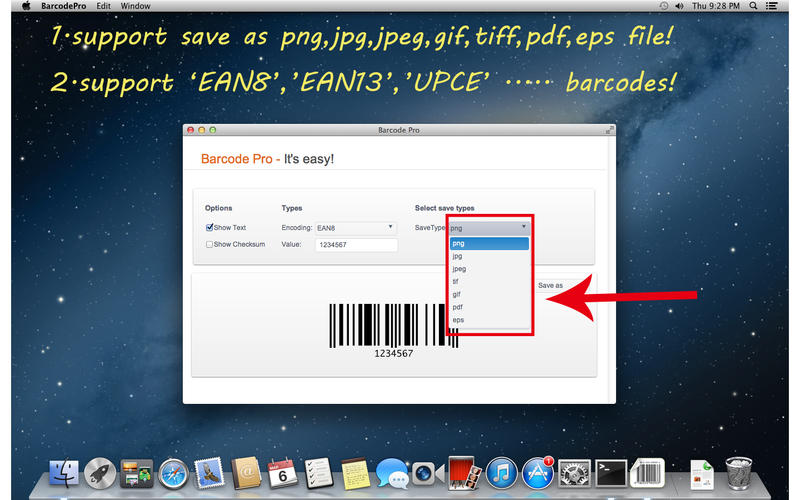 BarcodePro Edit Window Thu 9:28 PM
1.support save as png,jpg,jpeg,gif,tiff,pdf,eps file!
2.support ‘EAN8’,’EAN13’,’UPCE’ ····· barcodes!
Barcode Pro
Barcode Pro - It's easy!
Options Types Select save types
Show Text Encoding: EAN8 SaveType: png
Show Checksum Value: 1234567
png
jpg
jpeg
tif
gif
pdf
eps
Save as
1234567
6
1